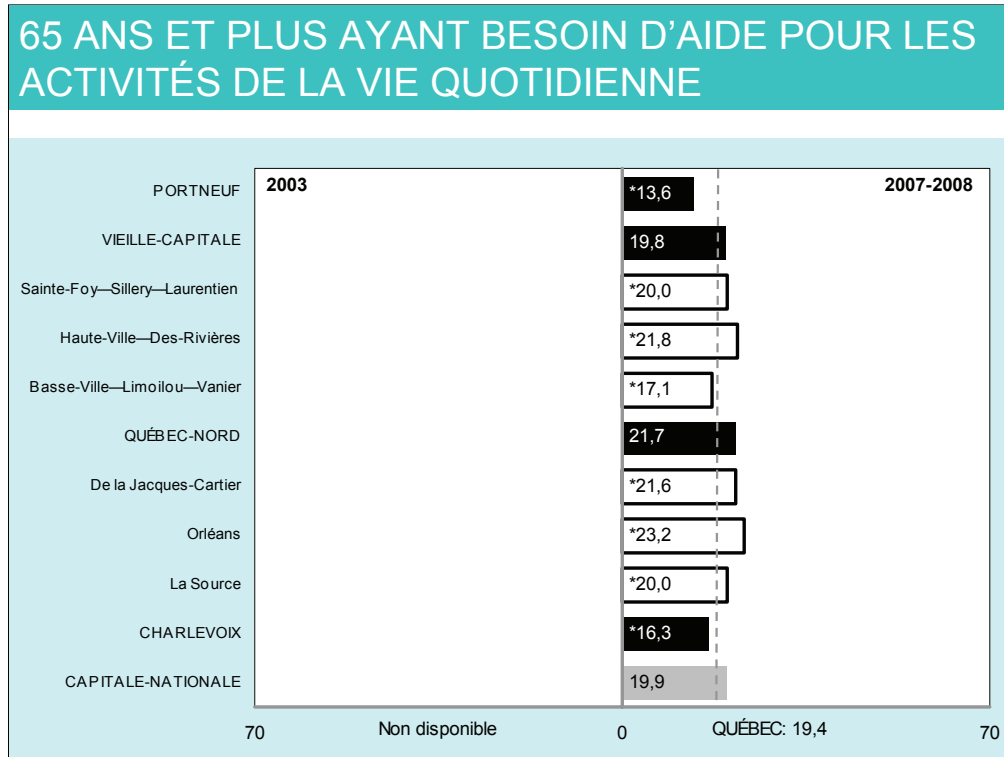 65 ANS ET PLUS AYANT BESOIN D'AIDE POUR LES
ACTIVITÉS DE LA VIE QUOTIDIENNE
2003
2007-2008
PORTNEUF *13,6
VIEILLE-CAPITALE 19,8
Sainte-Foy—Sillery—Laurentien *20,0
Haute-Ville—Des-Rivières *21,8
Basse-Ville—Limoilou—Vanier *17,1
QUÉBEC-NORD 21,7
De la Jacques-Cartier *21,6
Orléans *23,2
La Source *20,0
CHARLEVOIX *16,3
CAPITALE-NATIONALE 19,9
70 Non disponible 0 QUÉBEC: 19,4 70